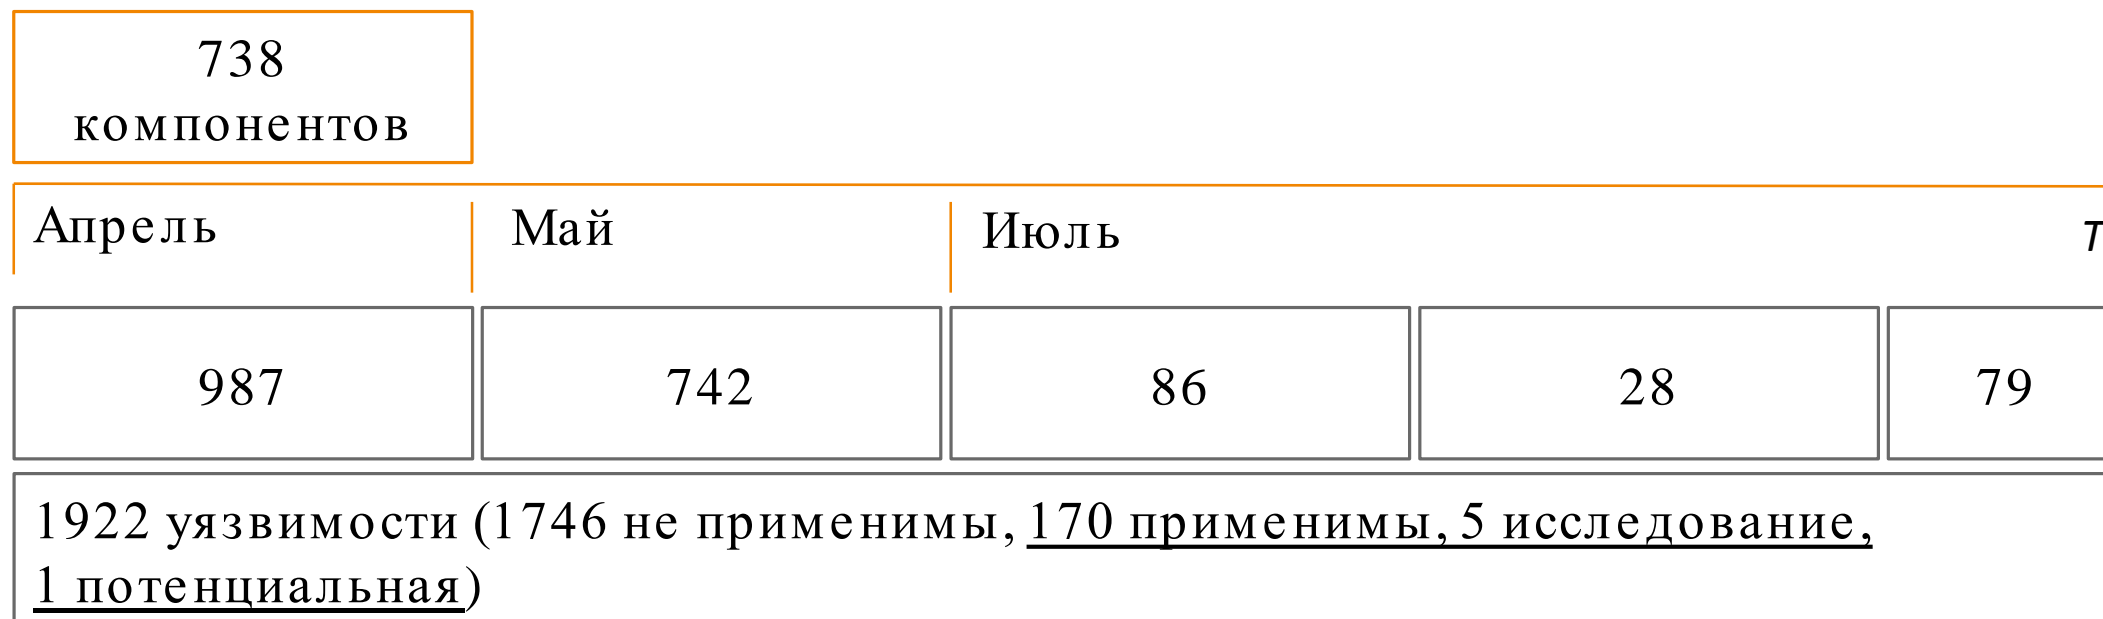 738
компонентов
Апрель Май Июль т
987 742 86 28 79
1922 уязвимости (1746 не применимы, 170 применимы, 5 исследование,
1 потенциальная)